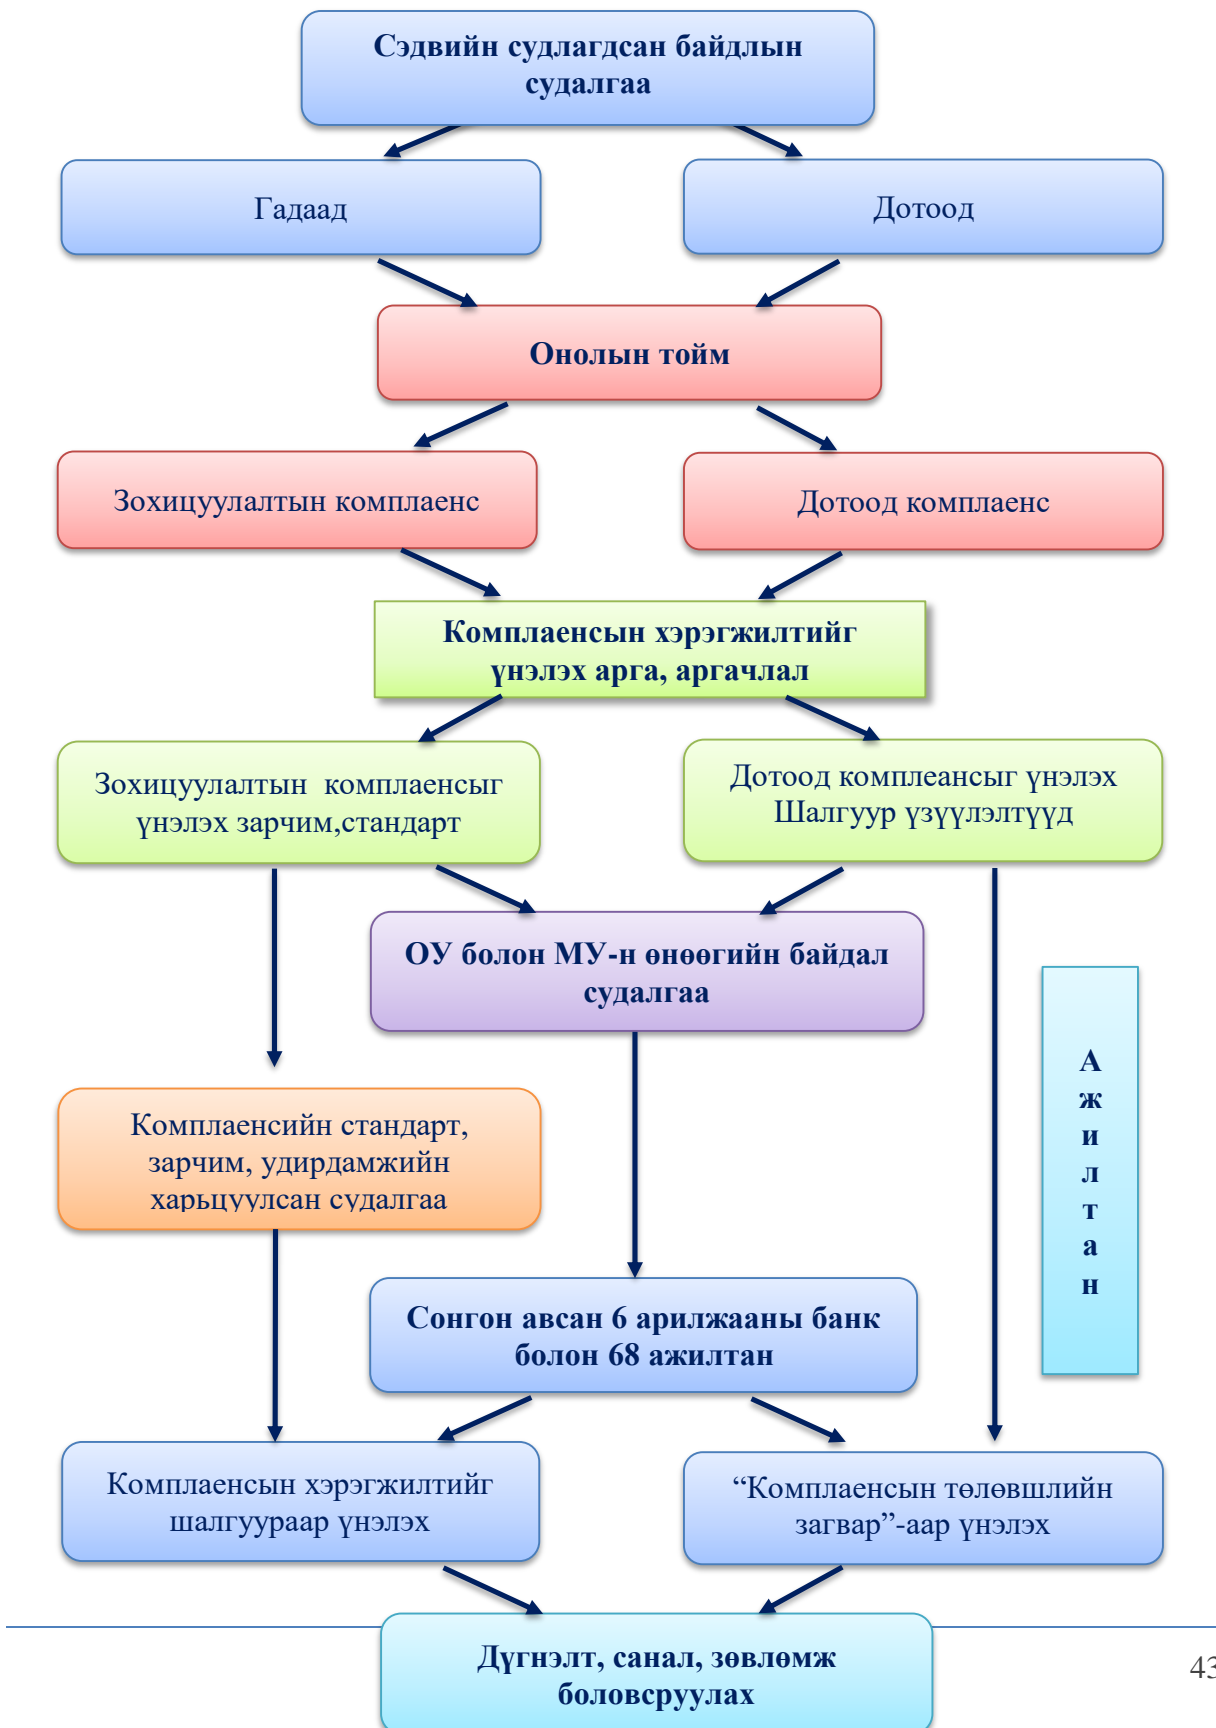 Сэдвийн судлагдсан байдлын
судалгаа
Гадаад
Дотоод
Онолын тойм
Зохицуулалтын комплаенс
Дотоод комплаенс
Комплаенсын хэрэгжилтийг
үнэлэх арга, аргачлал
Зохицуулалтын комплаенсыг
үнэлэх зарчим,стандарт
Дотоод комплеансыг үнэлэх
Шалгуур үзүүлэлтүүд
ОУ болон МУ-н өнөөгийн байдал
судалгаа
А
ж
и
л
т
а
н
Комплаенсийн стандарт,
зарчим, удирдамжийн
харьцуулсан судалгаа
Сонгон авсан 6 арилжааны банк
болон 68 ажилтан
Комплаенсын хэрэгжилтийг
шалгуураар үнэлэх
“Комплаенсын төлөвшлийн
загвар”-аар үнэлэх
Дүгнэлт, санал, зөвлөмж
боловсруулах
43